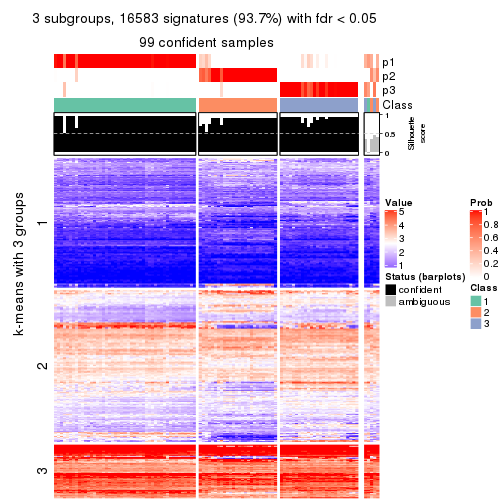 3 subgroups, 16583 signatures (93.7%) with fdr < 0.05
99 confident samples
p1
p2
p3
Class
1
0.5
0
Silhouette
score
k-means with 3 groups
1
2
3
Value
5
4
3
2
1
Status (barplots)
confident
ambiguous
Prob
1
0.8
0.6
0.4
0.2
0
Class
1
2
3